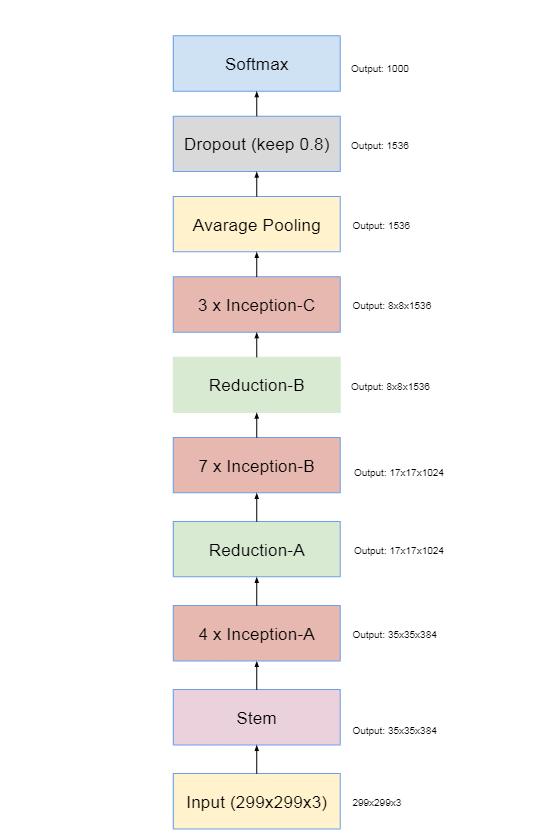 Softmax
Output: 1000
Dropout (keep 0.8)
Output: 1536
Avarage Pooling
Output: 1536
3 x Inception-C
Output: 8x8x1536
Reduction-B
Output: 8x8x1536
7 x Inception-B
Output: 17x17x1024
Reduction-A
Output: 17x17x1024
4 x Inception-A
Output: 35x35x384
Stem
Output: 35x35x384
Input (299x299x3)
299x299x3